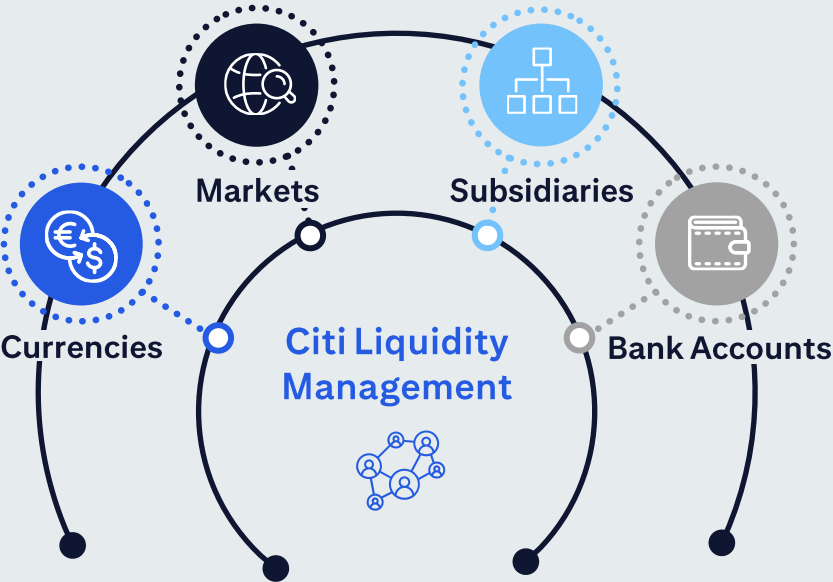 Markets
Subsidiaries
Currencies
Bank Accounts
Citi Liquidity
Management